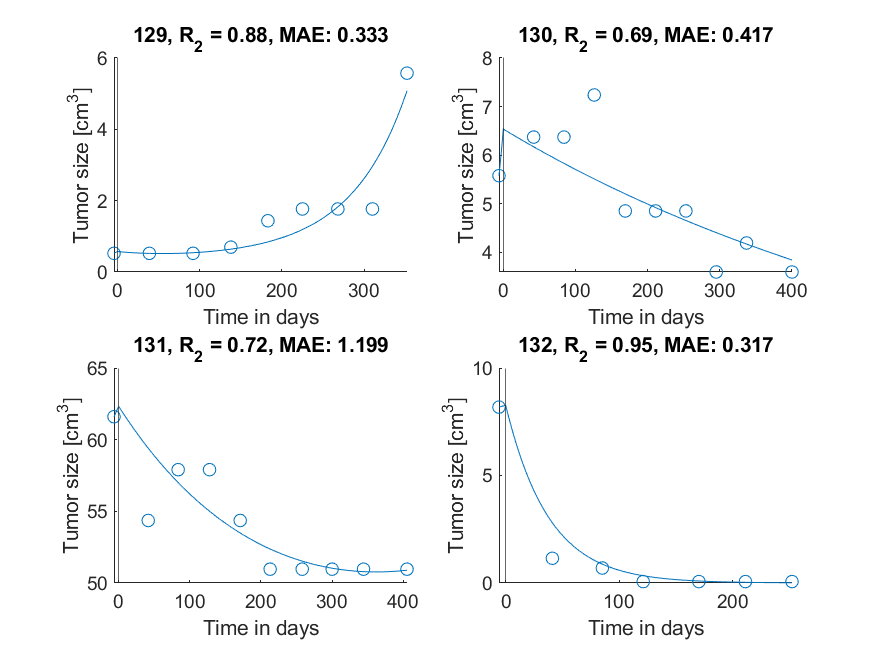 129, R2 = 0.88, MAE: 0.333
Tumor size [cm3]
6
4
2
0
0 100 200 300
Time in days
130, R2 = 0.69, MAE: 0.417
Tumor size [cm3]
8
7
6
5
4
0 100 200 300 400
Time in days
131, R2 = 0.72, MAE: 1.199
Tumor size [cm3]
65
60
55
50
0 100 200 300 400
Time in days
132, R2 = 0.95, MAE: 0.317
Tumor size [cm3]
10
5
0
0 100 200
Time in days